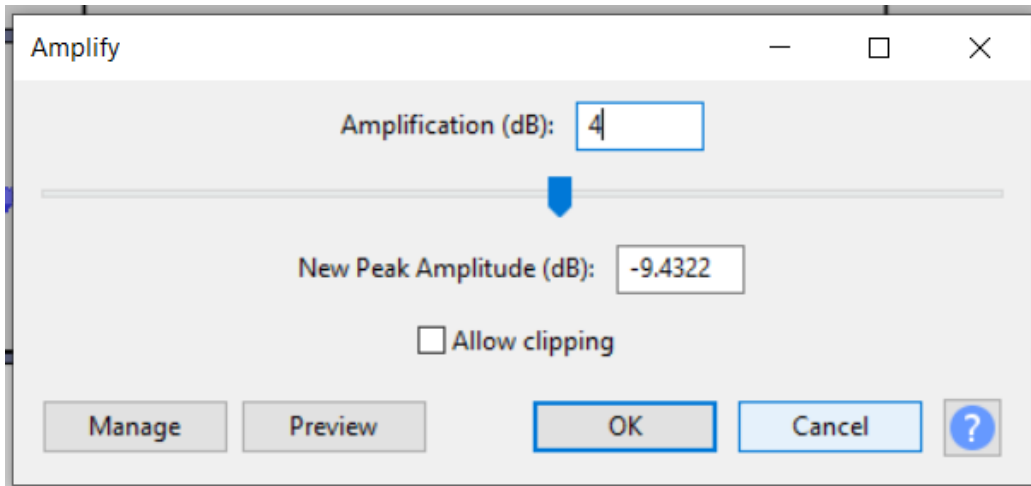 Amplify
Amplification (dB): 4
New Peak Amplitude (dB): -9.4322
Allow clipping
Manage Preview OK Cancel ?